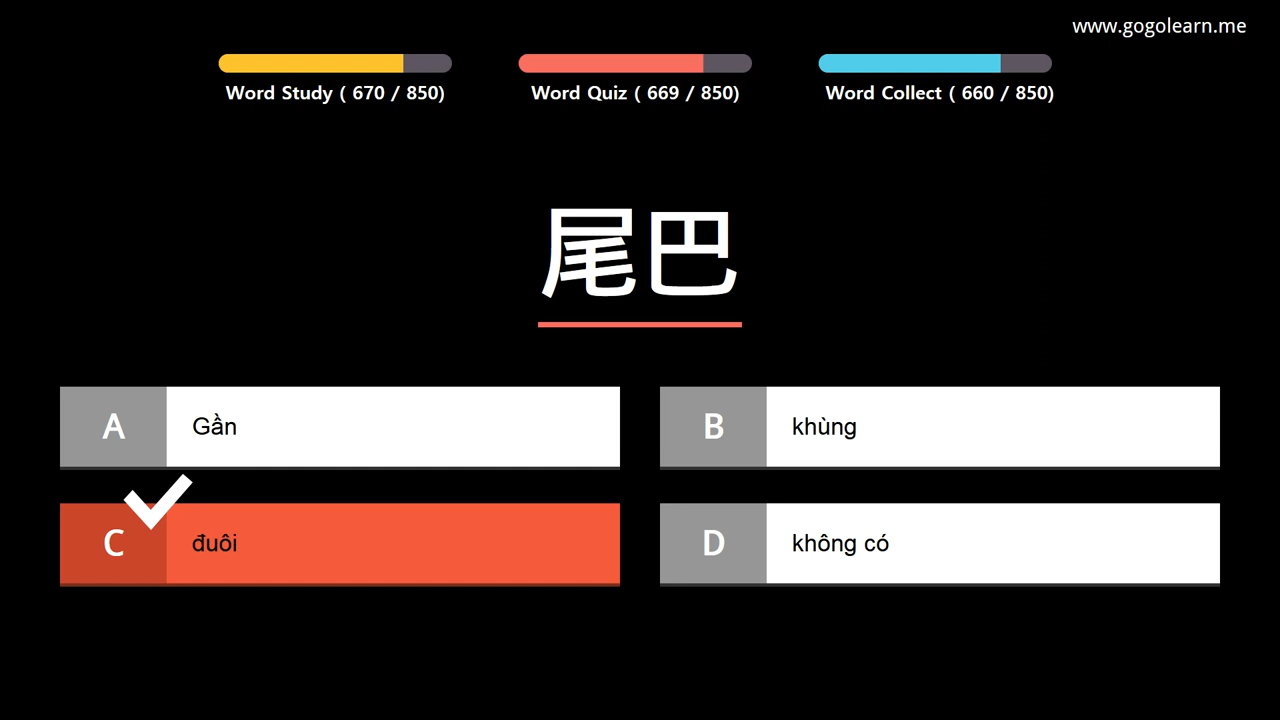 www.gogolearn.me
Word Study ( 670 / 850)
Word Quiz ( 669 / 850)
Word Collect ( 660 / 850)
尾巴
A Gần
B khùng
C đuôi
D không có